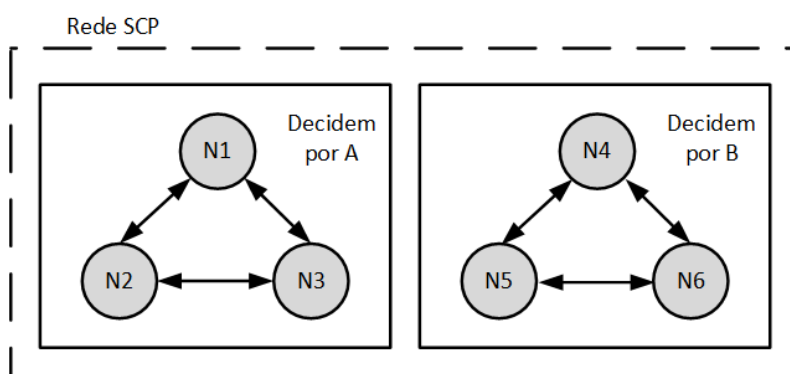 Rede SCP
N1
Decidem
por A
N2
N3
N4
Decidem
por B
N5
N6